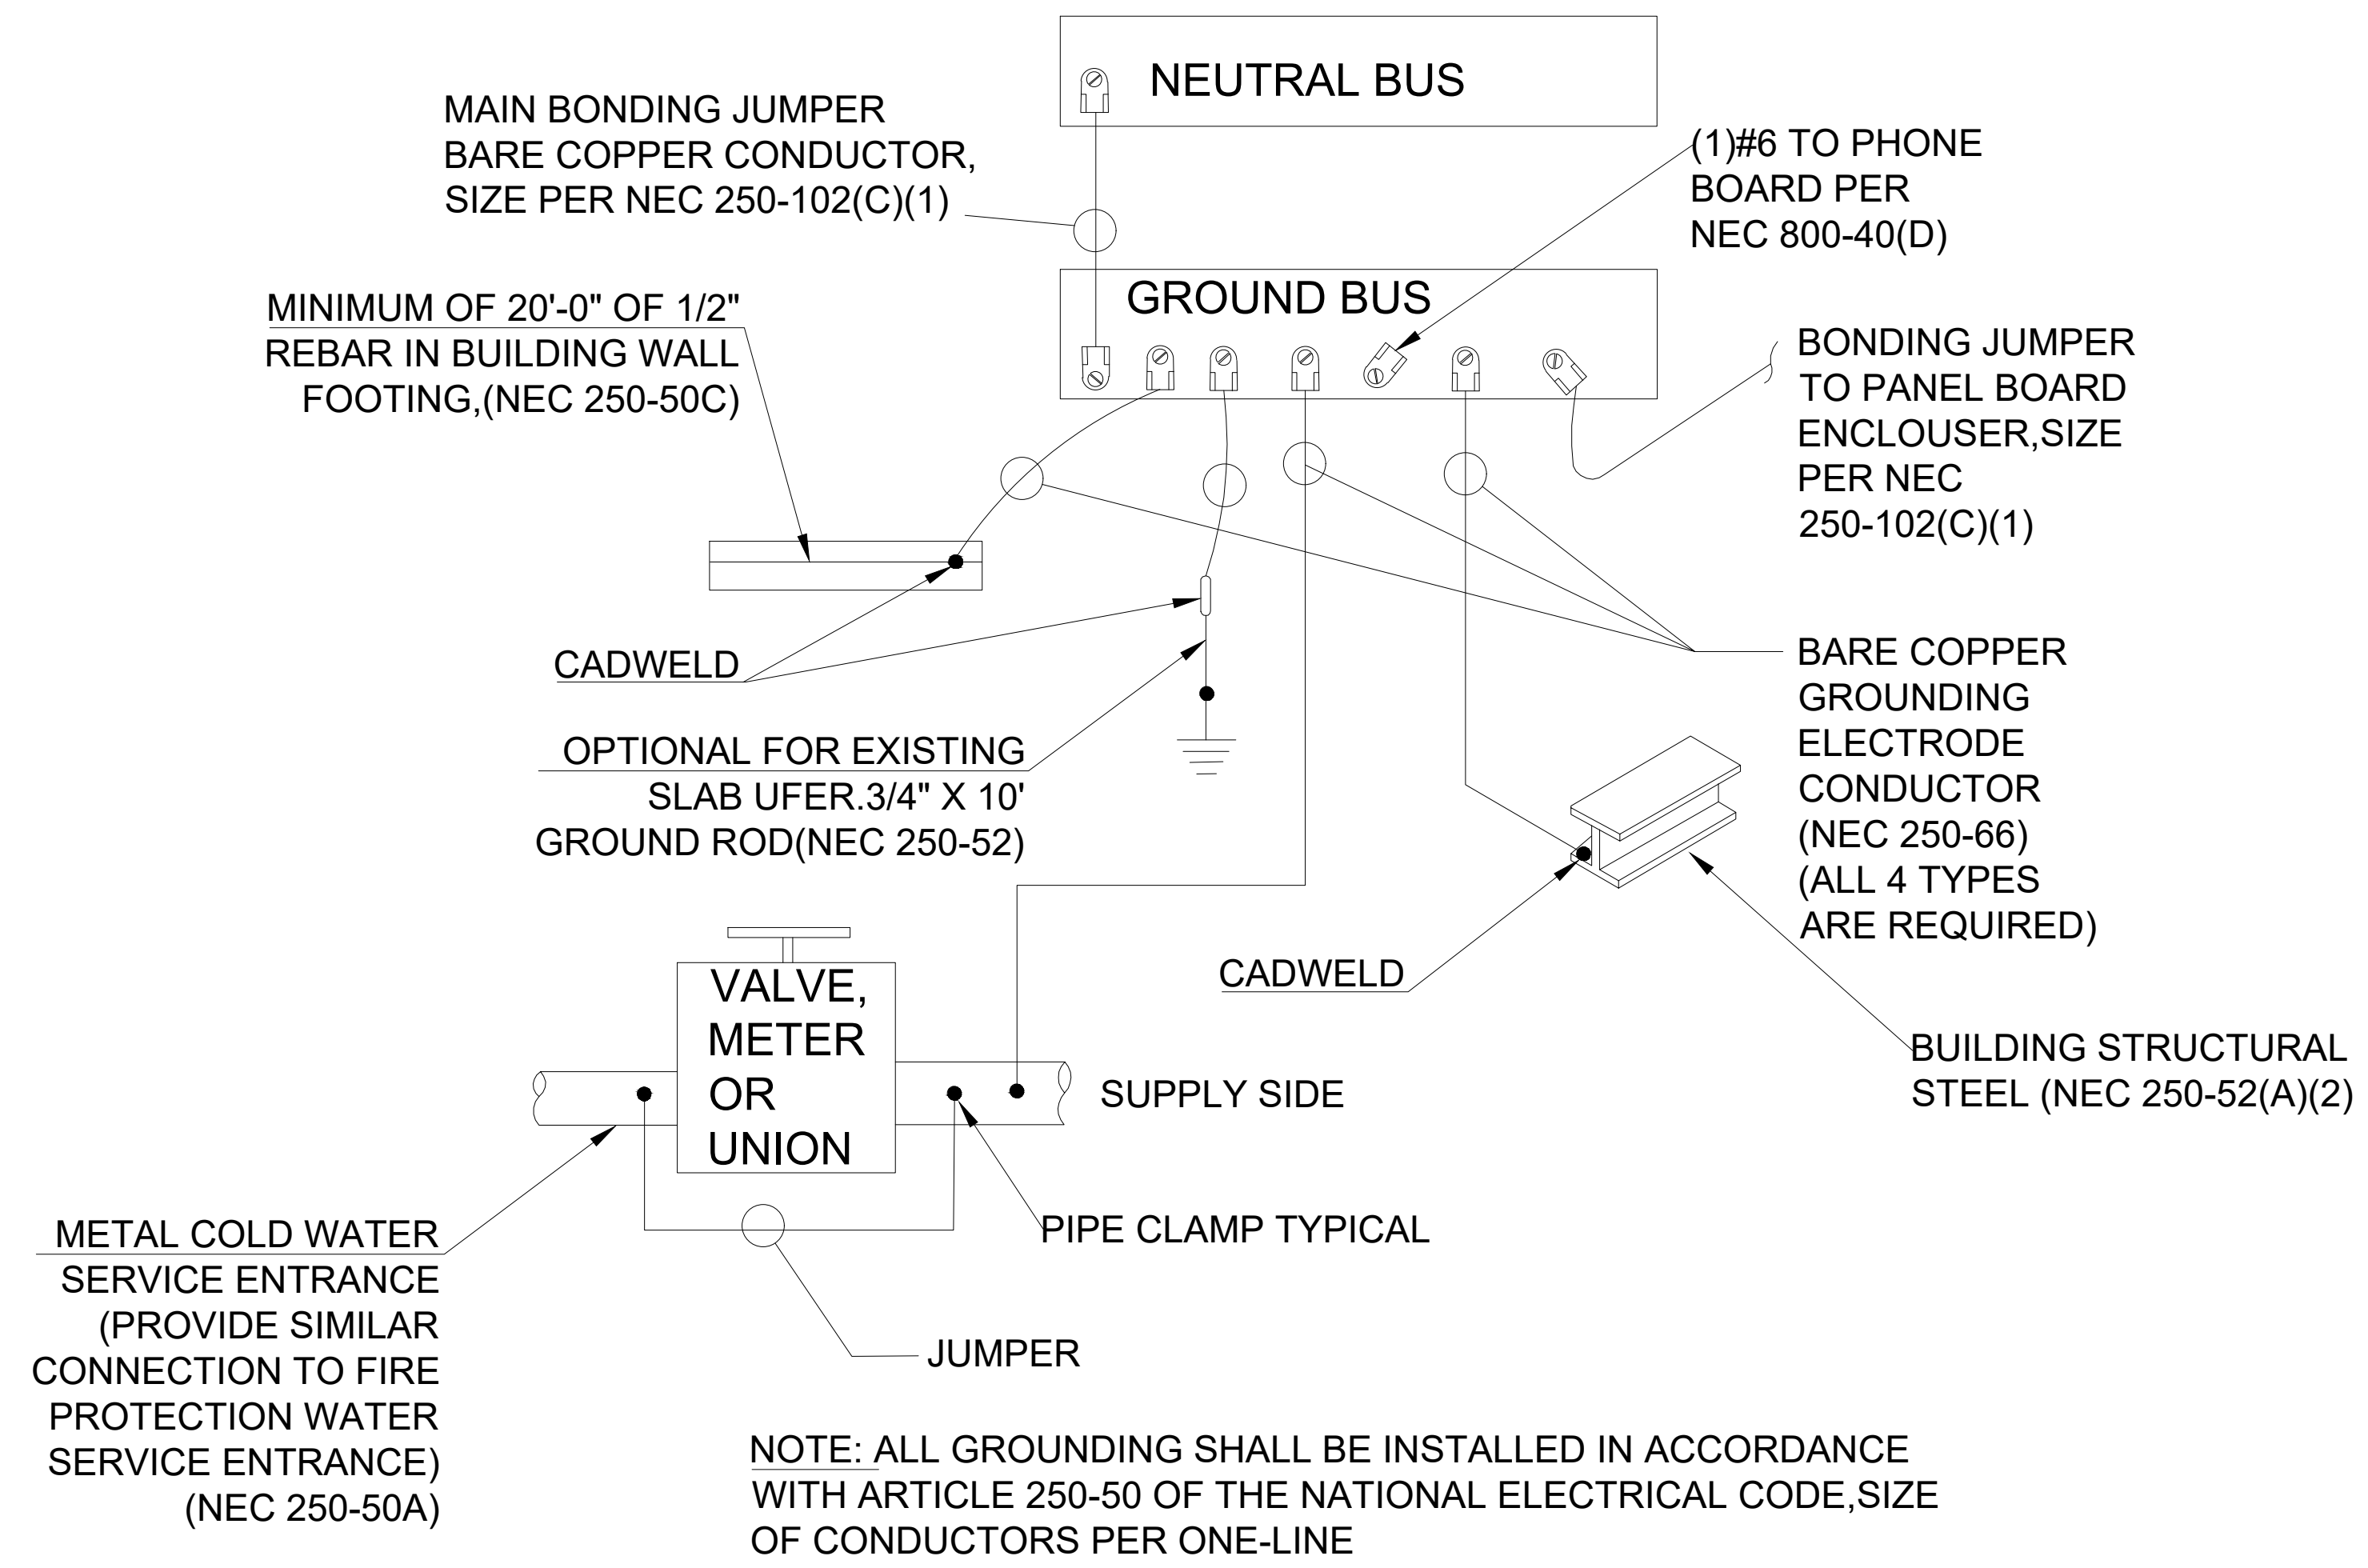 NEUTRAL BUS
MAIN BONDING JUMPER
BARE COPPER CONDUCTOR,
SIZE PER NEC 250-102(C)(1)
(1)#6 TO PHONE
BOARD PER
NEC 800-40(D)
GROUND BUS
MINIMUM OF 20'-0" OF 1/2"
REBAR IN BUILDING WALL
FOOTING,(NEC 250-50C)
BONDING JUMPER
TO PANEL BOARD
ENCLOUSER,SIZE
PER NEC
250-102(C)(1)
CADWELD
OPTIONAL FOR EXISTING
SLAB UFER.3/4" X 10'
GROUND ROD(NEC 250-52)
BARE COPPER
GROUNDING
ELECTRODE
CONDUCTOR
(NEC 250-66)
(ALL 4 TYPES
ARE REQUIRED)
CADWELD
BUILDING STRUCTURAL
STEEL (NEC 250-52(A)(2)
VALVE,
METER
OR
UNION
SUPPLY SIDE
PIPE CLAMP TYPICAL
JUMPER
METAL COLD WATER
SERVICE ENTRANCE
(PROVIDE SIMILAR
CONNECTION TO FIRE
PROTECTION WATER
SERVICE ENTRANCE)
(NEC 250-50A)
NOTE: ALL GROUNDING SHALL BE INSTALLED IN ACCORDANCE
WITH ARTICLE 250-50 OF THE NATIONAL ELECTRICAL CODE,SIZE
OF CONDUCTORS PER ONE-LINE